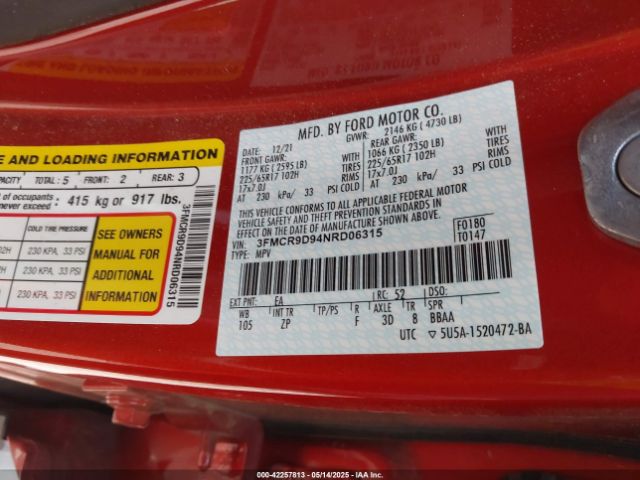 E AND LOADING INFORMATION
PACITY TOTAL: 5 FRONT: 2 REAR: 3
of occupants and
never exceed : 415 kg or 917 lbs.
COLD TIRE PRESSURE
02H 230 KPA, 33 PSI
230 KPA, 33 PSI
230 KPA, 33 PSI
SEE OWNERS
MANUAL FOR
ADDITIONAL
INFORMATION
3FMCR9D94NRD06315
MFD. BY FORD MOTOR CO.
DATE: 12/21 GVWR: 2146 KG ( 4730 LB)
FRONT GAWR: REAR GAWR:
1177 KG ( 2595 LB) 1066 KG ( 2350 LB)
WITH WITH
225/65R17 102H TIRES 225/65R17 102H TIRES
17x7.0J RIMS 17x7.0J RIMS
AT 230 kPa/ 33 PSI COLD AT 230 kPa/ 33 PSI COLD
THIS VEHICLE CONFORMS TO ALL APPLICABLE FEDERAL MOTOR
VEHICLE SAFETY AND BUMPER STANDARDS IN EFFECT ON THE DATE OF
MANUFACTURE SHOWN ABOVE.
VIN: 3FMCR9D94NRD06315
TYPE: MPV
F0180
T0147
EXT PNT: EA RC: 52 DSO:
WB INT TR TP/PS R AXLE TR SPR
105 ZP F 3D 8 BBAA
UTC ▽ 5U5A-1520472-BA
000-42257813 - 05/14/2025 - IAA Inc.